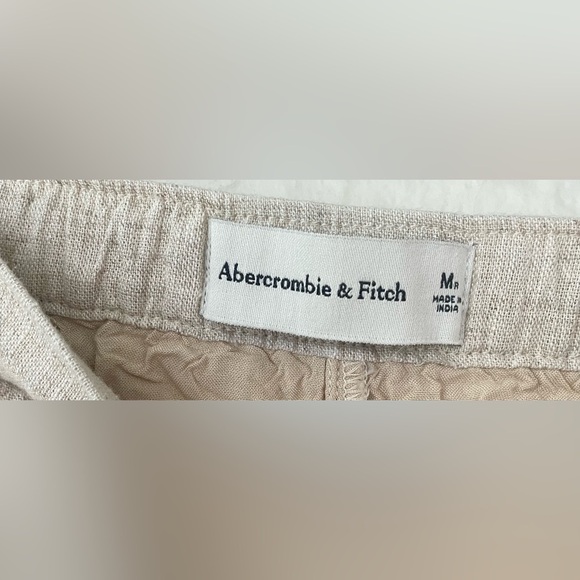 Abercrombie & Fitch
MR
MADE IN
INDIA